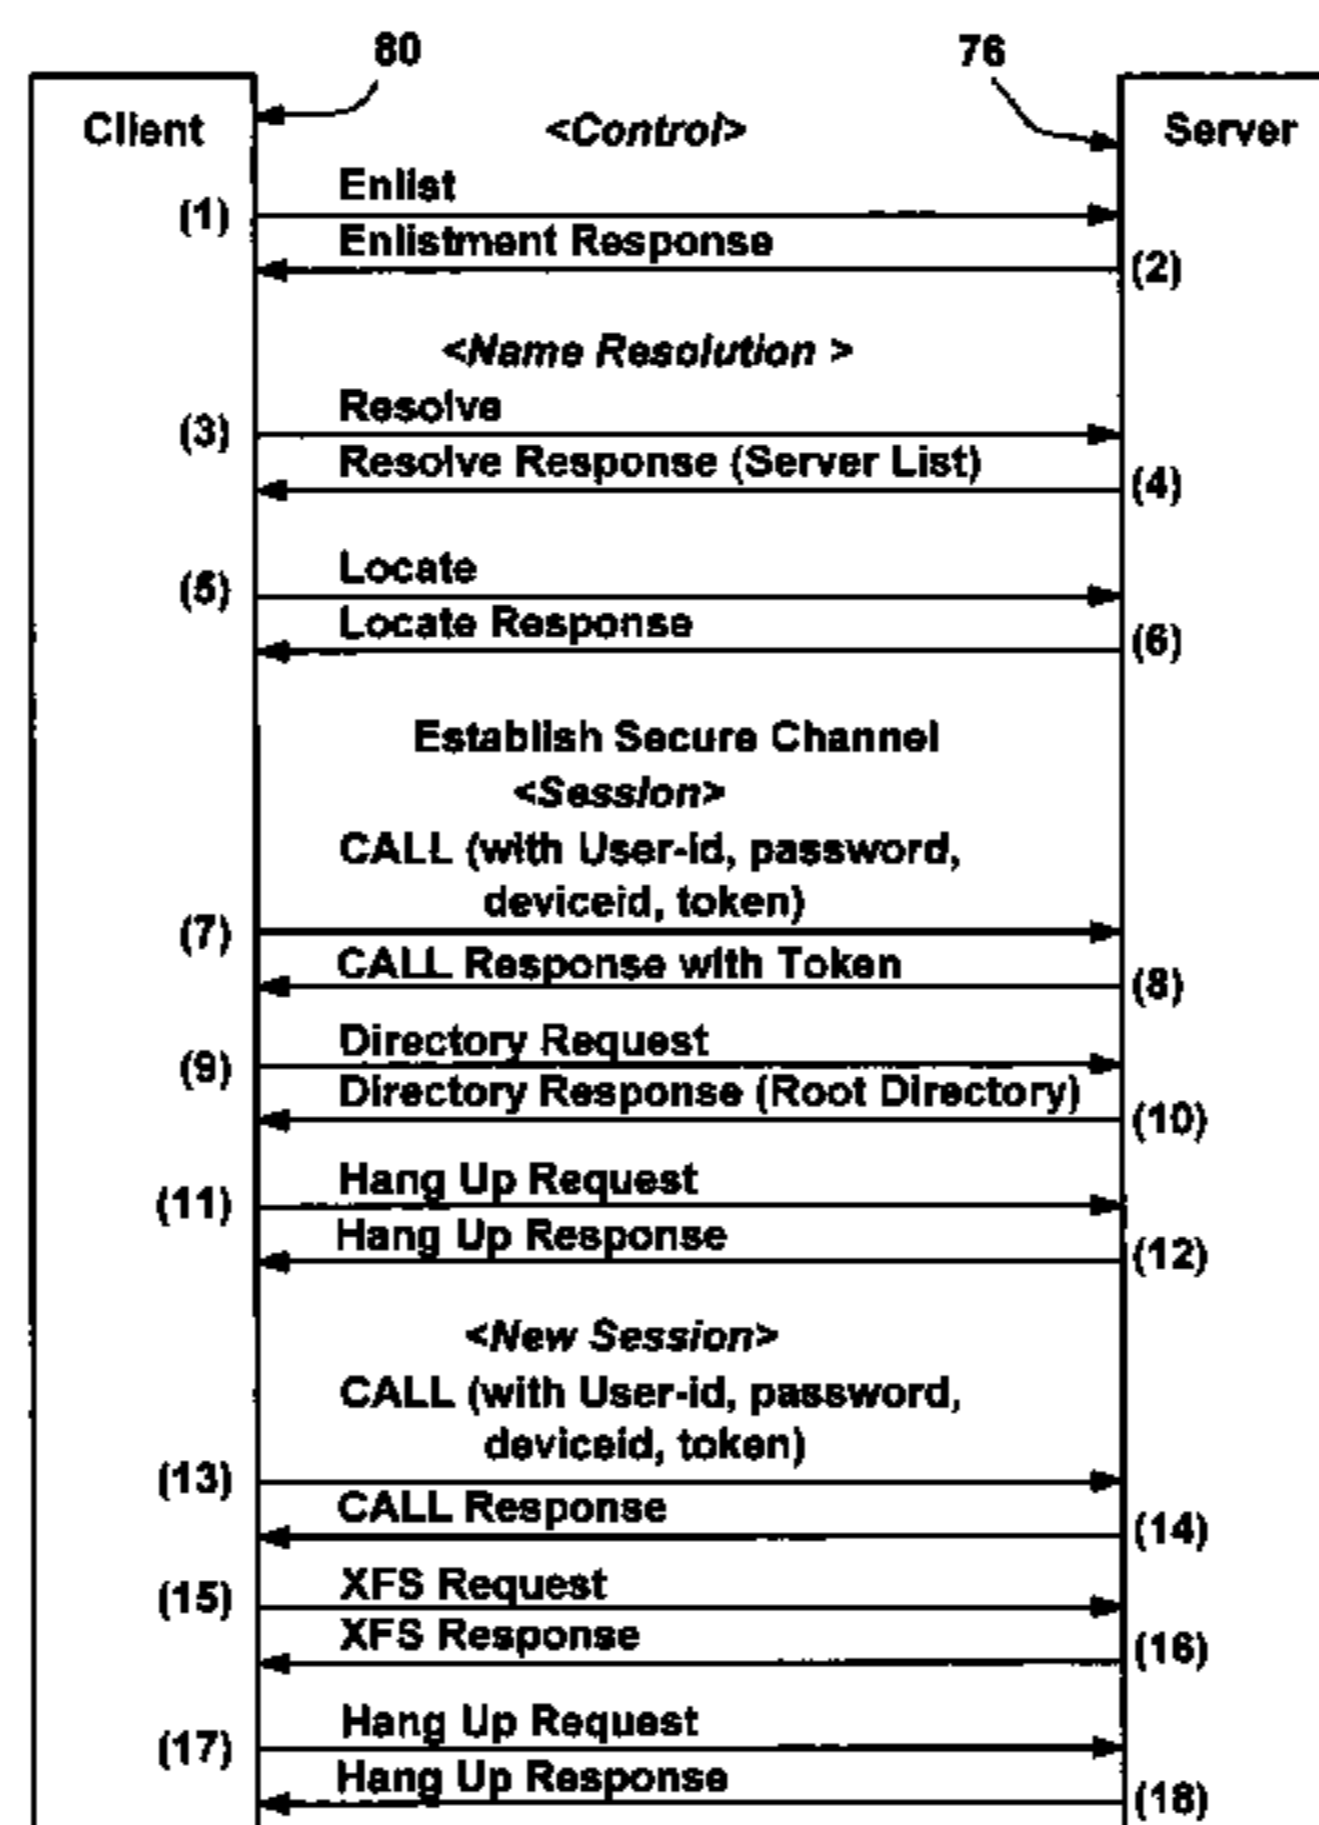 80
76
Client
<Control>
Server
Enlist
(1)
Enlistment Response
(2)
<Name Resolution >
Resolve
(3)
Resolve Response (Server List)
(4)
Locate
(5)
Locate Response
(6)
Establish Secure Channel
<Session>
CALL (with User-id, password,
deviceid, token)
(7)
CALL Response with Token
(8)
Directory Request
(9)
Directory Response (Root Directory)
(10)
Hang Up Request
(11)
Hang Up Response
(12)
<New Session>
CALL (with User-id, password,
deviceid, token)
(13)
CALL Response
(14)
XFS Request
(15)
XFS Response
(16)
Hang Up Request
(17)
Hang Up Response
(18)